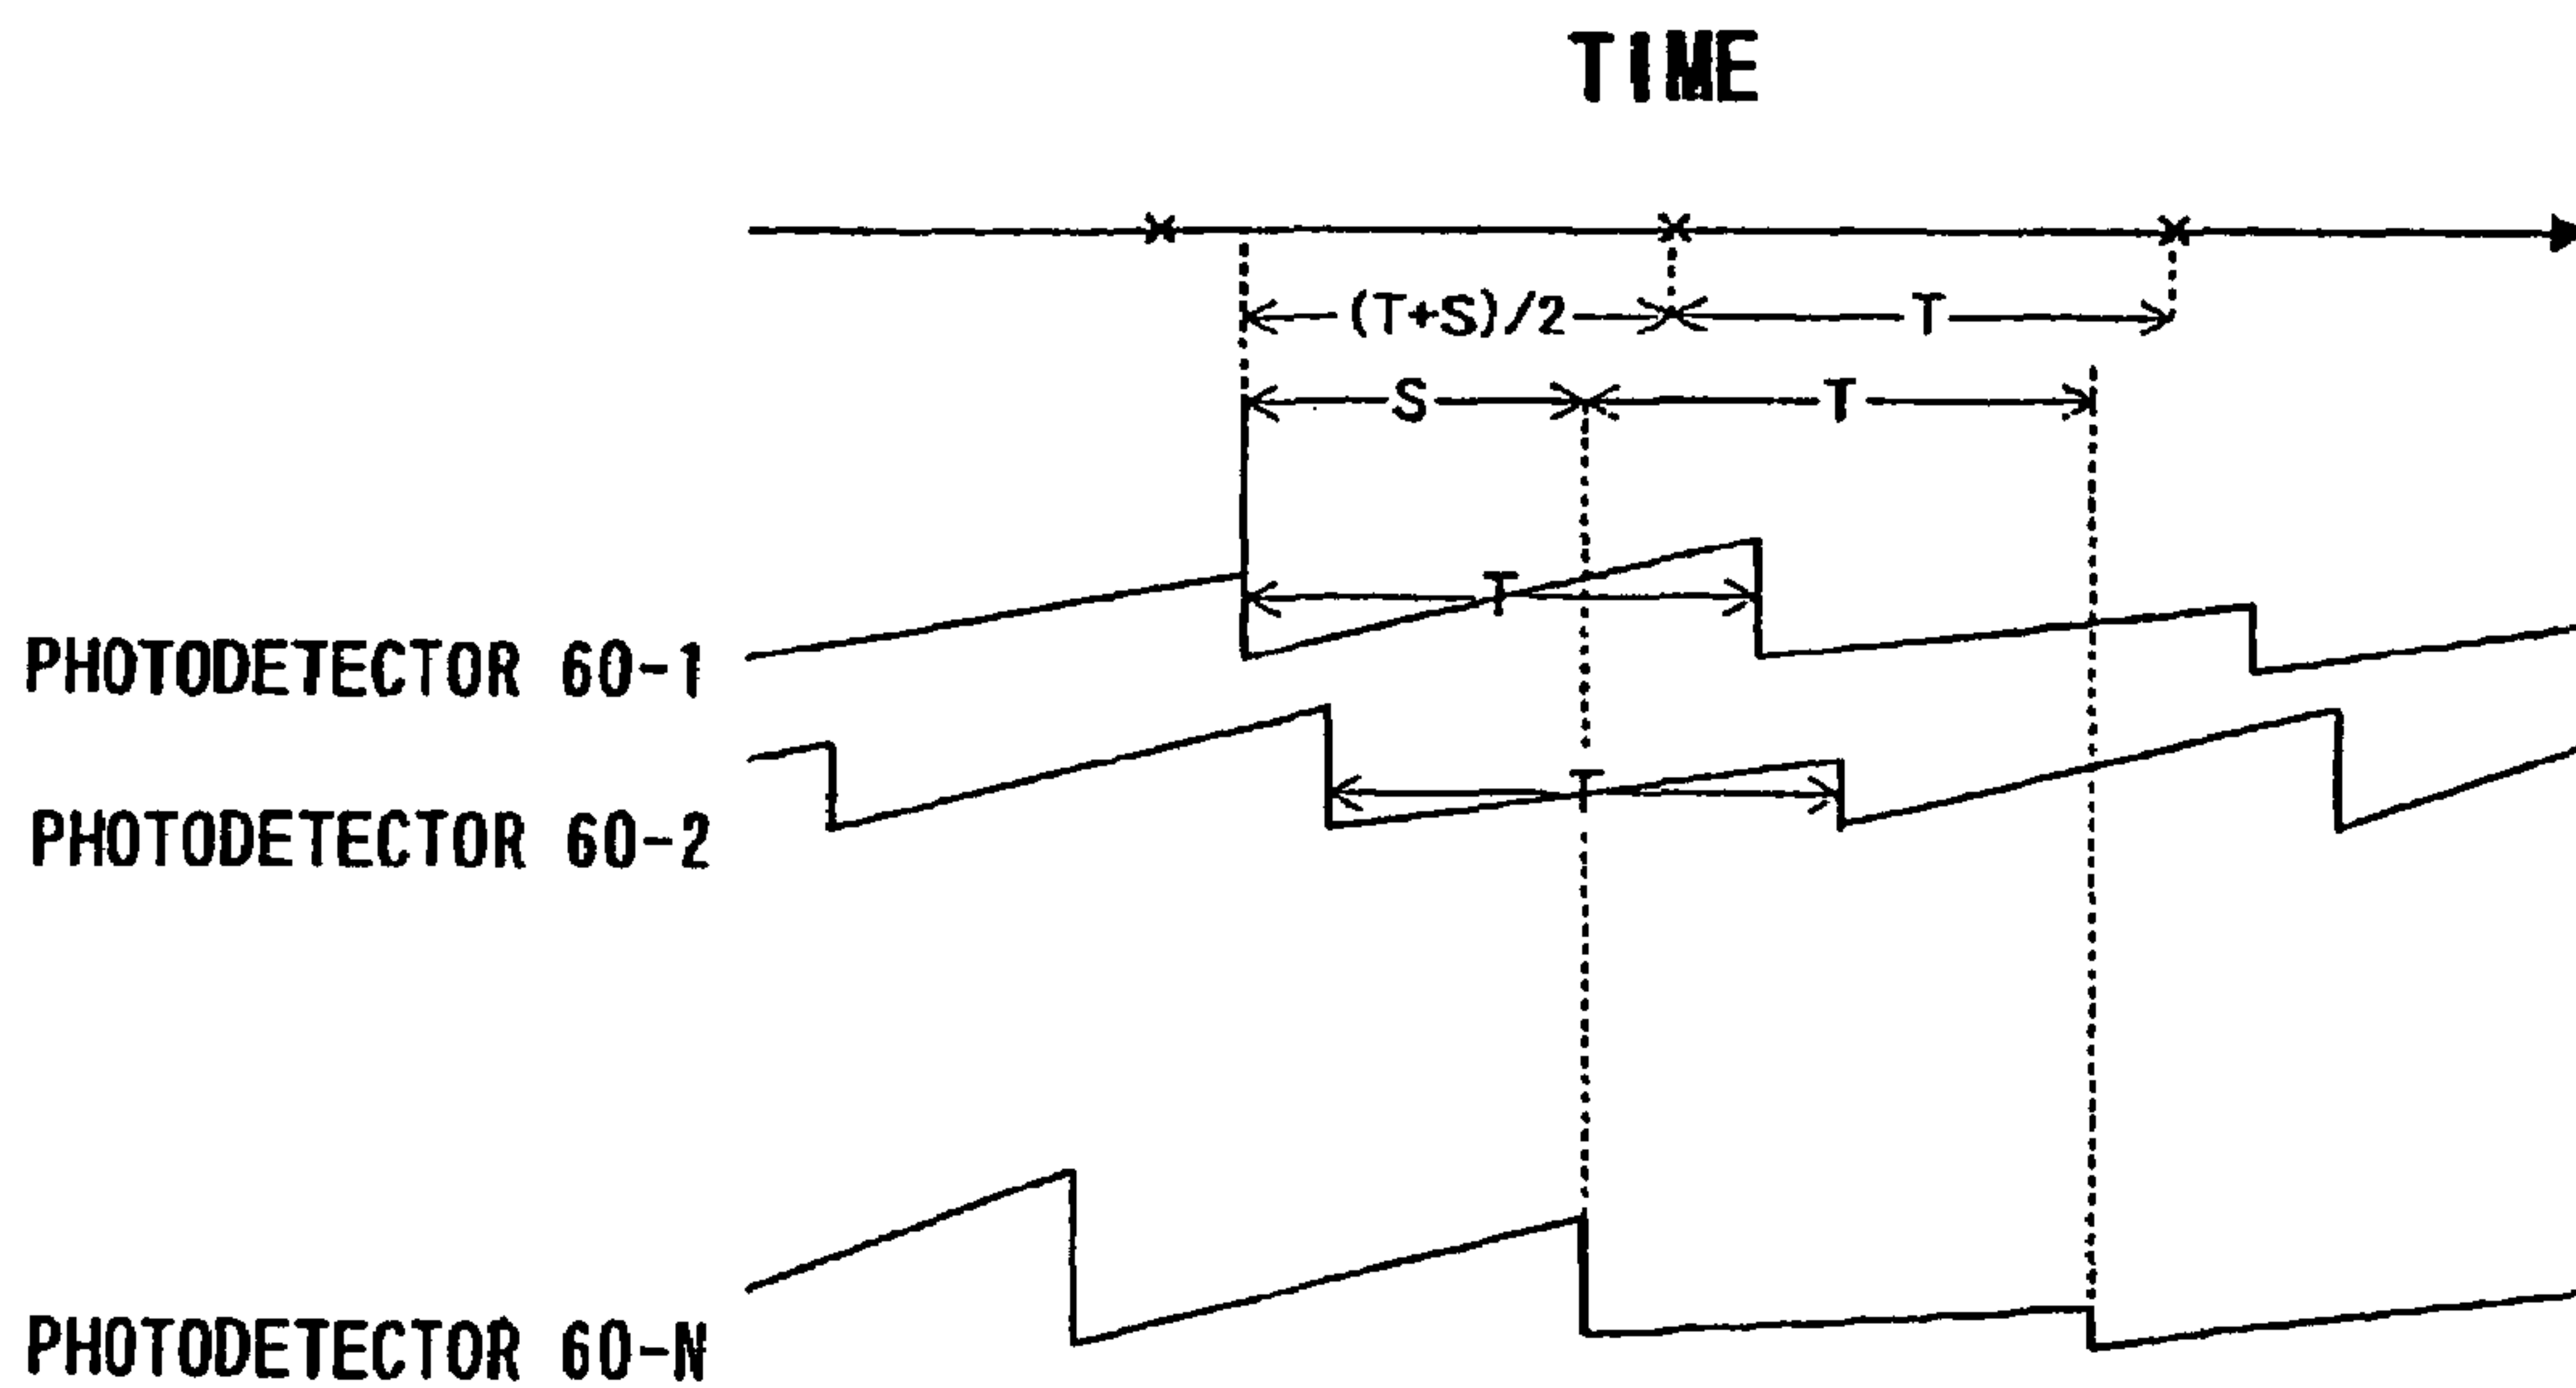 TIME
(T+S)/2 T
S T
T
PHOTODETECTOR 60-1
T
PHOTODETECTOR 60-2
PHOTODETECTOR 60-N